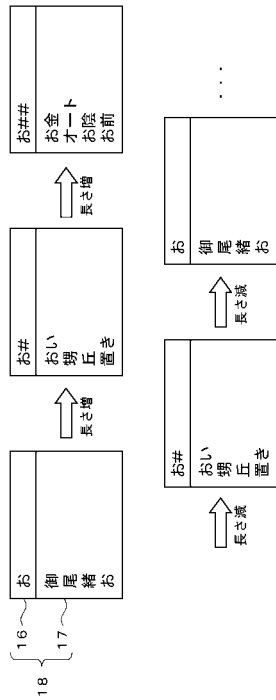 18
16
17
お
御
尾
緒
お
長さ増
お#
おい
甥
丘
置き
長さ増
お##
お金
オート
お陰
お前
長さ減
お#
おい
甥
丘
置き
長さ減
お
御
尾
緒
お
・・・